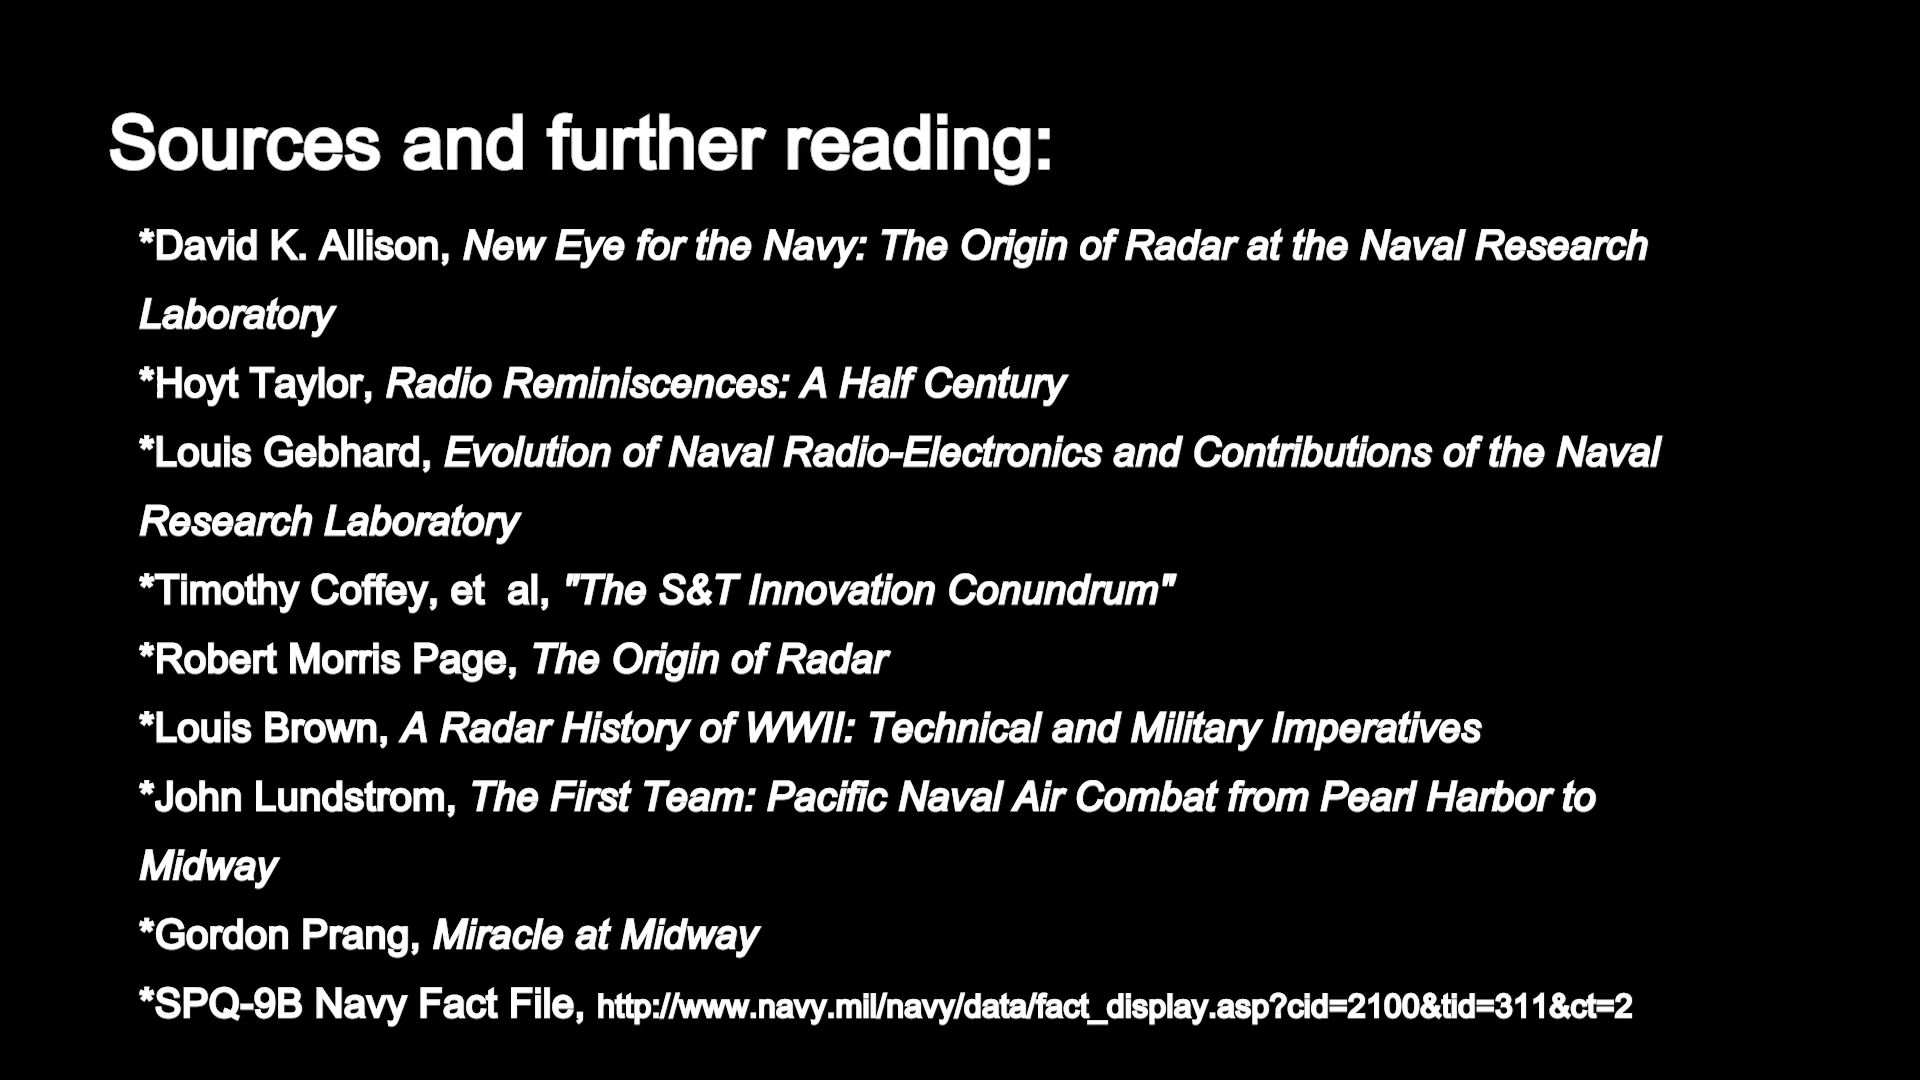 Sources and further reading:
*David K. Allison, New Eye for the Navy: The Origin of Radar at the Naval Research
Laboratory
*Hoyt Taylor, Radio Reminiscences: A Half Century
*Louis Gebhard, Evolution of Naval Radio-Electronics and Contributions of the Naval
Research Laboratory
*Timothy Coffey, et  al, "The S&T Innovation Conundrum"
*Robert Morris Page, The Origin of Radar
*Louis Brown, A Radar History of WWII: Technical and Military Imperatives
*John Lundstrom, The First Team: Pacific Naval Air Combat from Pearl Harbor to
Midway
*Gordon Prang, Miracle at Midway
*SPQ-9B Navy Fact File, http://www.navy.mil/navy/data/fact_display.asp?cid=2100&tid=311&ct=2